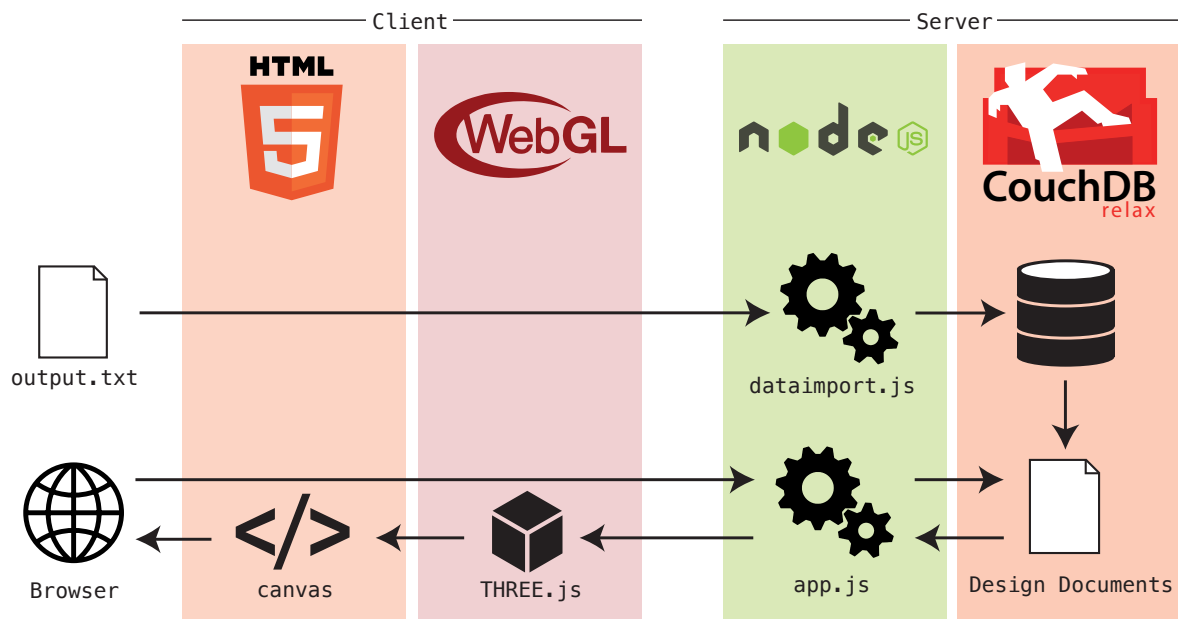 Client
Server
HTML
5
WebGL
node
JS
CouchDB
relax
output.txt
dataimport.js
</>
Browser
canvas
THREE.js
app.js
Design Documents